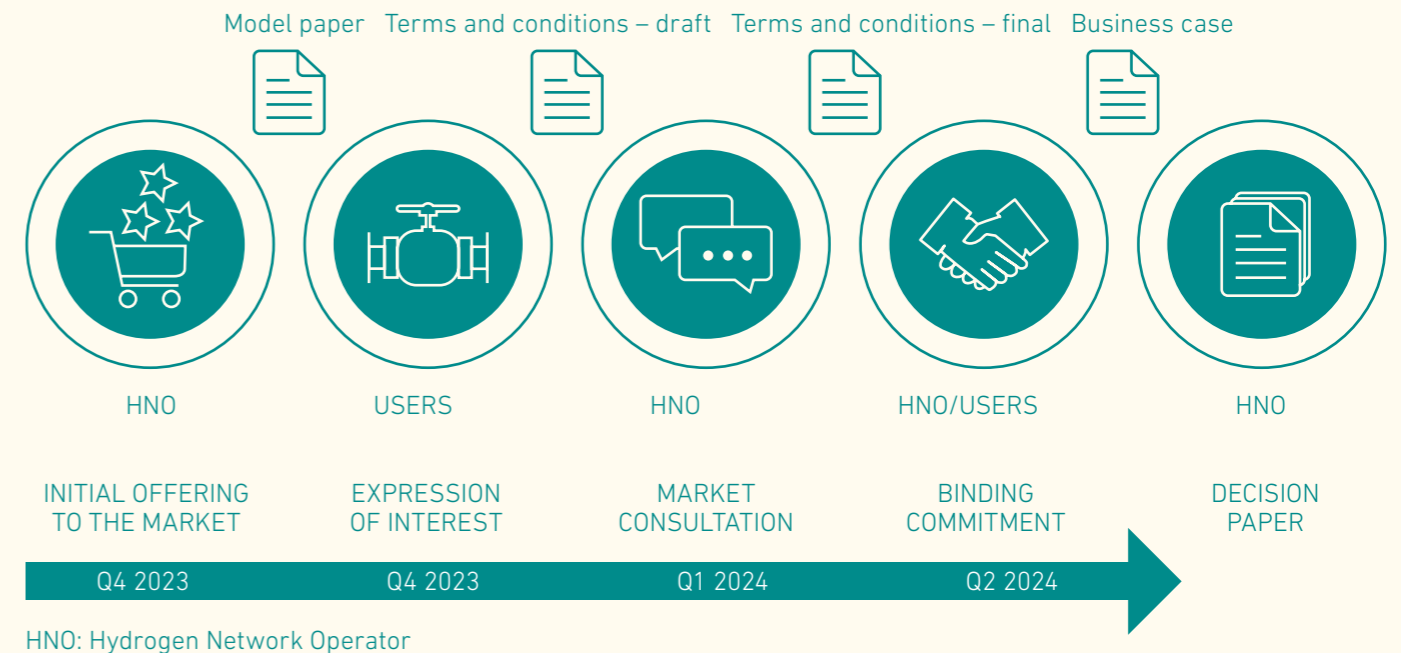 Model paper Terms and conditions – draft Terms and conditions – final Business case
HNO USERS HNO HNO/USERS HNO
INITIAL OFFERING
TO THE MARKET
EXPRESSION
OF INTEREST
MARKET
CONSULTATION
BINDING
COMMITMENT
DECISION
PAPER
Q4 2023 Q4 2023 Q1 2024 Q2 2024
HNO: Hydrogen Network Operator